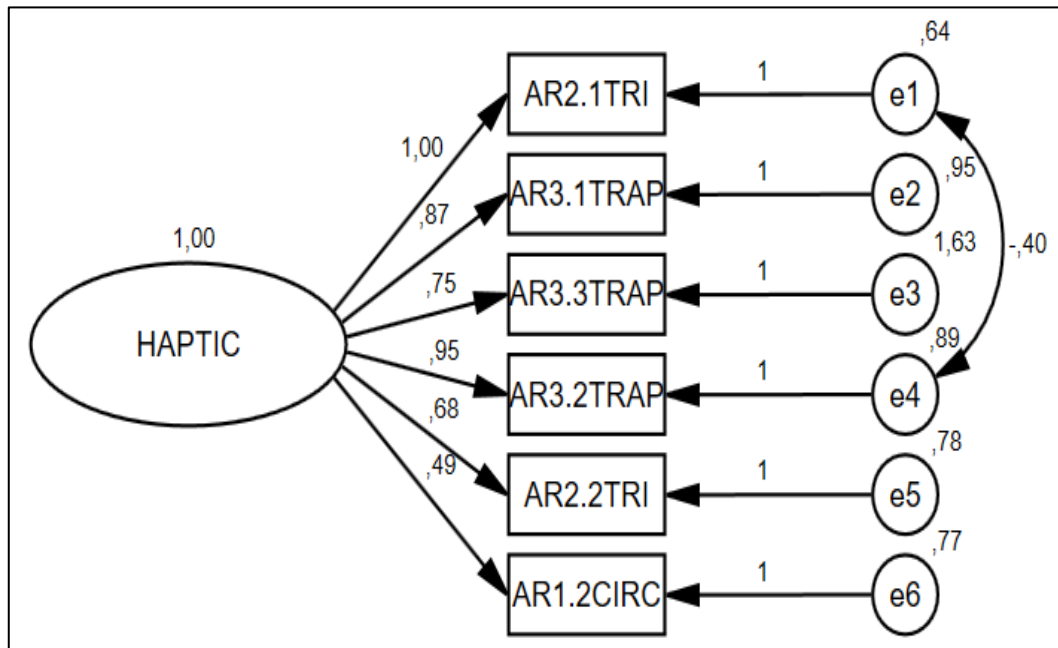 ,64
AR2.1TRI
1
e1
1,00
,95
AR3.1TRAP
1
e2
,87
1,00
1,63
-,40
,75
AR3.3TRAP
1
e3
HAPTIC
,95
,89
AR3.2TRAP
1
e4
,68
,78
,49
AR2.2TRI
1
e5
,77
AR1.2CIRC
1
e6